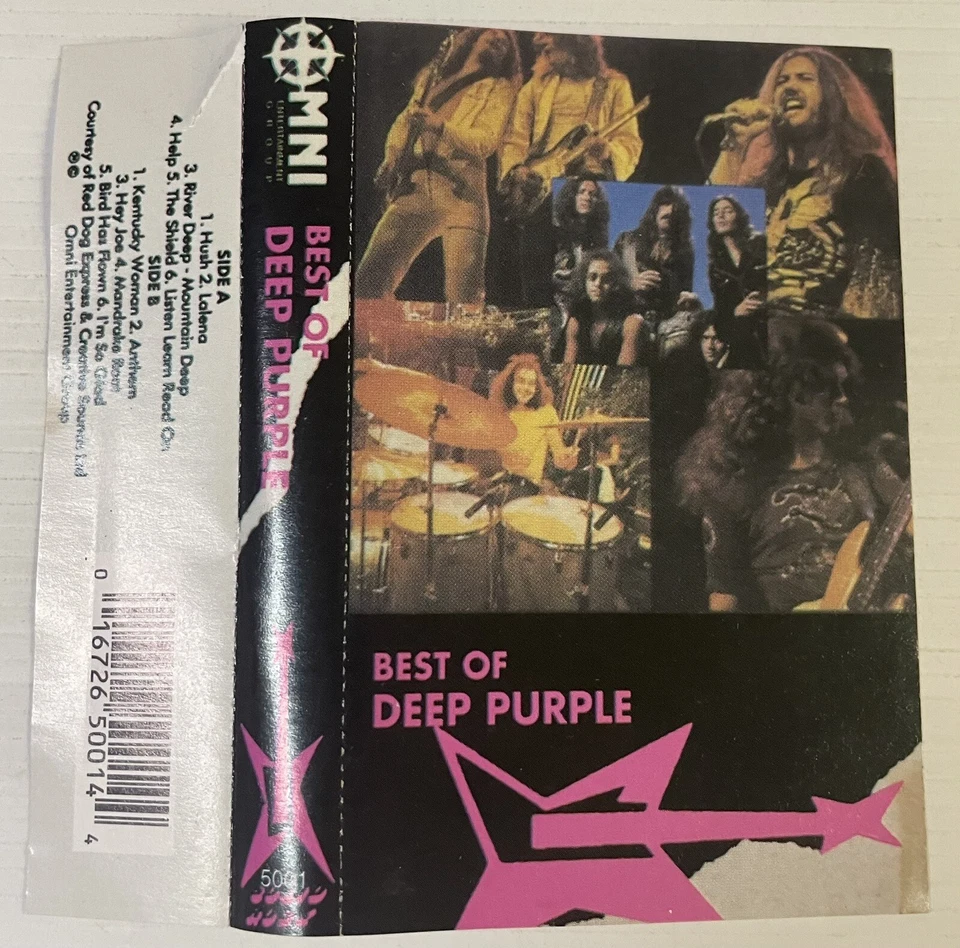 SIDE A
1. Hush 2. Lalena
3. River Deep - Mountain Deep
4. Help 5. The Shield 6. Listen Learn Read On
SIDE B
1. Kentucky Woman 2. Anthem
3. Hey Joe 4. Mandrake Root
5. Bird Has Flown 6. I'm So Glad
Courtesy of Red Dog Express & Creative Sounds Ltd
℗© Omni Entertainment Group
0 16726 50014 4
OMNI
ENTERTAINMENT
GROUP
BEST OF
DEEP PURPLE
5001
BEST OF
DEEP PURPLE